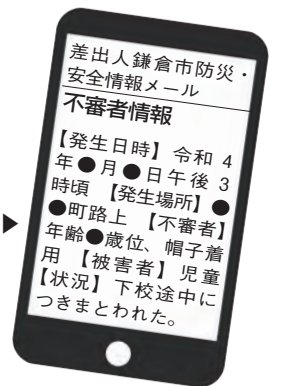 差出人鎌倉市防災・
安全情報メール
不審者情報
【発生日時】令和4
年●月●日午後3
時頃 【発生場所】●
●町路上 【不審者】
年齢●歳位、帽子着
用 【被害者】児童
【状況】下校途中に
つきまとわれた。